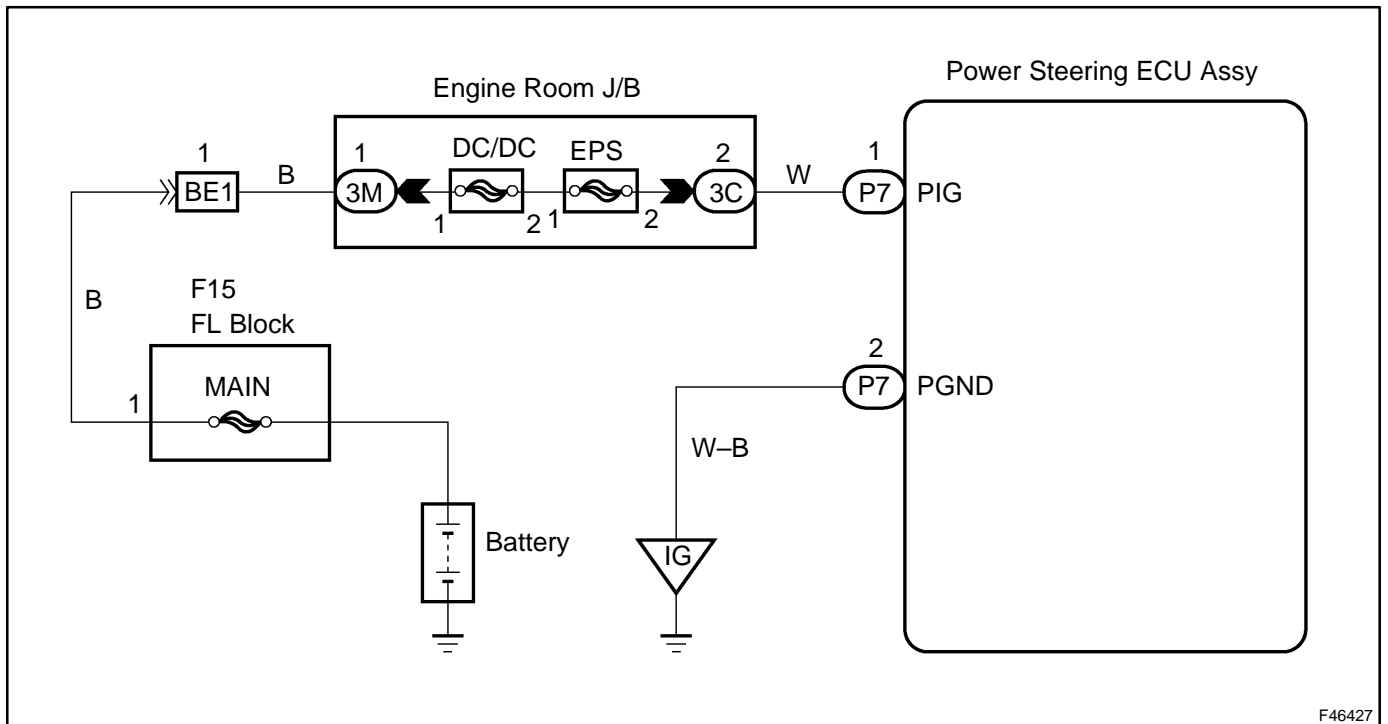 Power Steering ECU Assy
Engine Room J/B
1
BE1
B
1
3M
DC/DC
1
2
EPS
1
2
2
3C
W
1
P7
PIG
B
F15
FL Block
MAIN
1
2
P7
PGND
W–B
Battery
IG
F46427